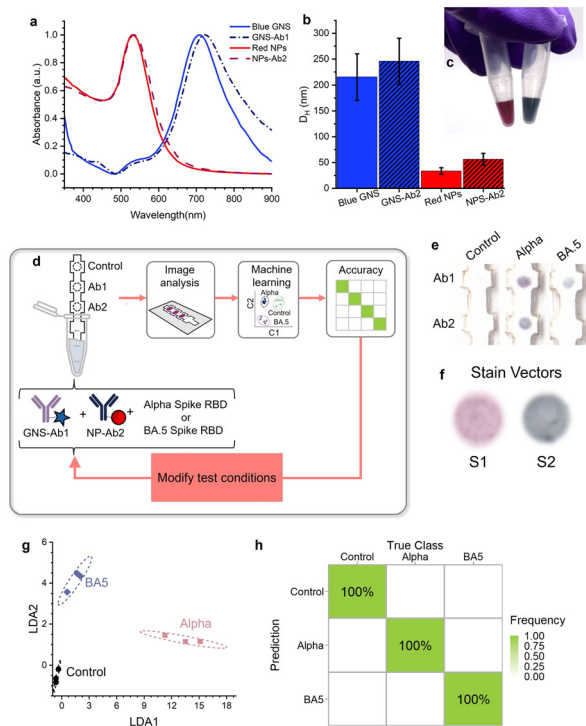 a
Absorbance (a.u.)
1.0
0.8
0.6
0.4
0.2
0.0
Blue GNS
GNS-Ab1
Red NPs
NPs-Ab2
400 500 600 700 800 900
Wavelength(nm)
b
D_H (nm)
350
300
250
200
150
100
50
0
Blue GNS
GNS-Ab2
Red NPs
NPS-Ab2
c
d
Control
Ab1
Ab2
Image analysis
Machine learning
C2
Alpha
Control
BA.5
C1
Accuracy
GNS-Ab1
+
NP-Ab2
+
Alpha Spike RBD
or
BA.5 Spike RBD
Modify test conditions
e
Control Alpha BA.5
Ab1
Ab2
f
Stain Vectors
S1 S2
g
LDA2
6
4
2
0
BA5
Alpha
Control
0 3 6 9 12 15 18
LDA1
h
True Class
Control Alpha BA5
Prediction
Control 100%
Alpha 100%
BA5 100%
Frequency
1.00
0.75
0.50
0.25
0.00